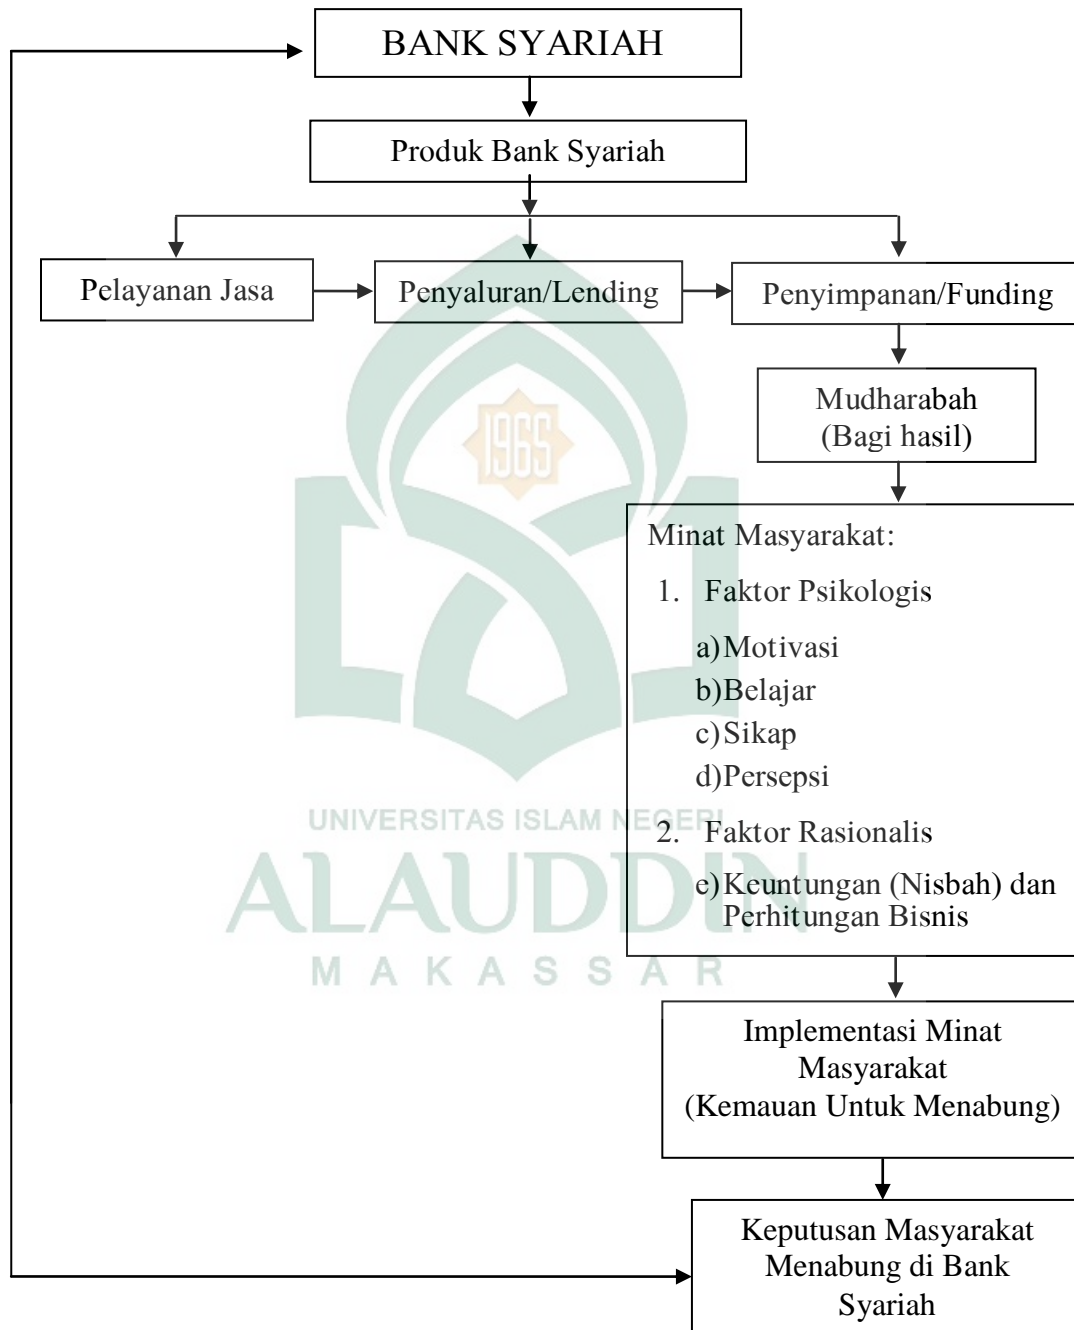 BANK SYARIAH
Produk Bank Syariah
Pelayanan Jasa
Penyaluran/Lending
Penyimpanan/Funding
Mudharabah
(Bagi hasil)
1965
Minat Masyarakat:
1. Faktor Psikologis
a)Motivasi
b)Belajar
c)Sikap
d)Persepsi
UNIVERSITAS ISLAM NEGERI
2. Faktor Rasionalis
ALAUDDIN
e)Keuntungan (Nisbah) dan
Perhitungan Bisnis
MAKASSAR
Implementasi Minat
Masyarakat
(Kemauan Untuk Menabung)
Keputusan Masyarakat
Menabung di Bank
Syariah